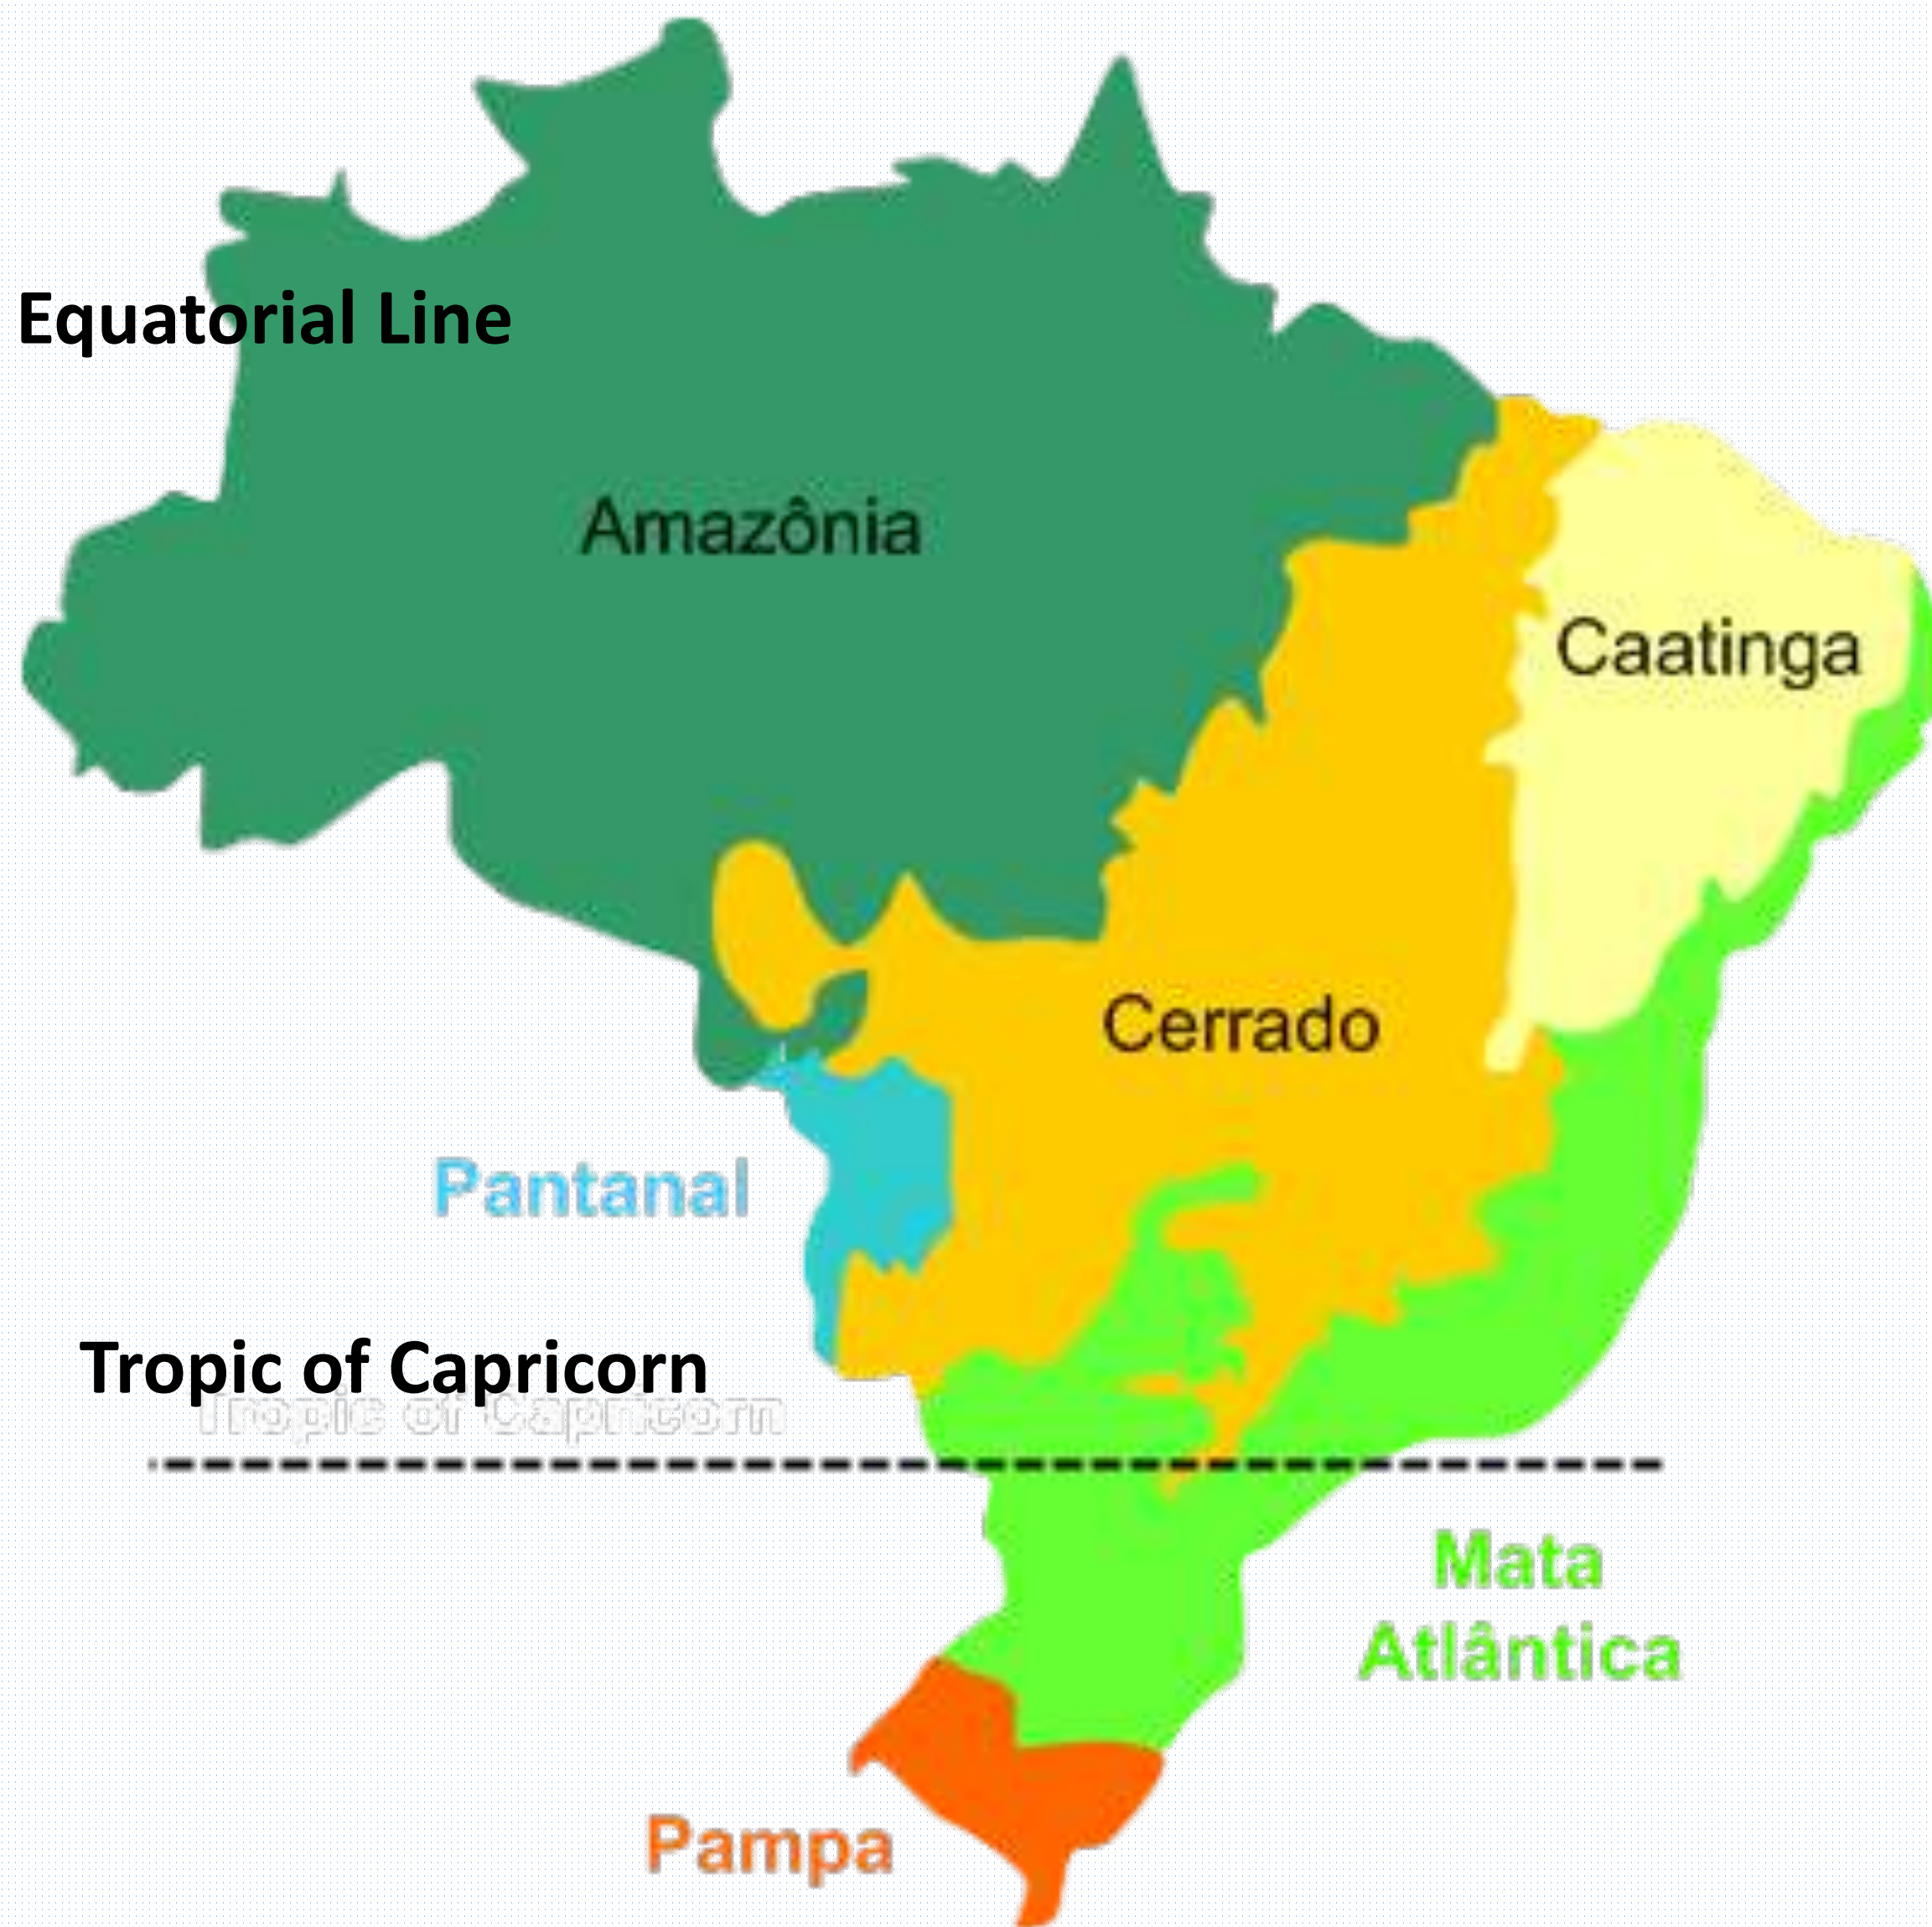 Equatorial Line
Amazônia
Caatinga
Cerrado
Pantanal
Tropic of Capricorn
Tropic of Capricorn
Mata
Atlântica
Pampa